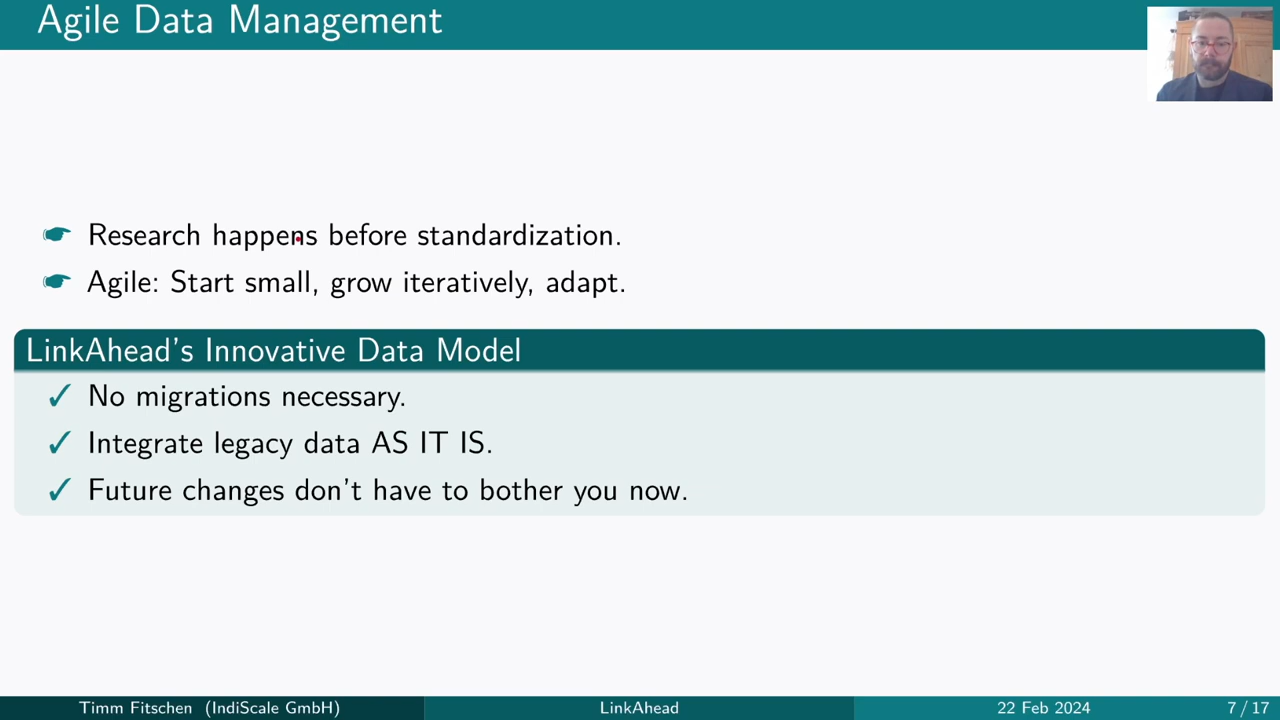 Agile Data Management
Research happens before standardization.
Agile: Start small, grow iteratively, adapt.
LinkAhead's Innovative Data Model
✓ No migrations necessary.
✓ Integrate legacy data AS IT IS.
✓ Future changes don't have to bother you now.
Timm Fitschen (IndiScale GmbH) LinkAhead 22 Feb 2024 7 / 17